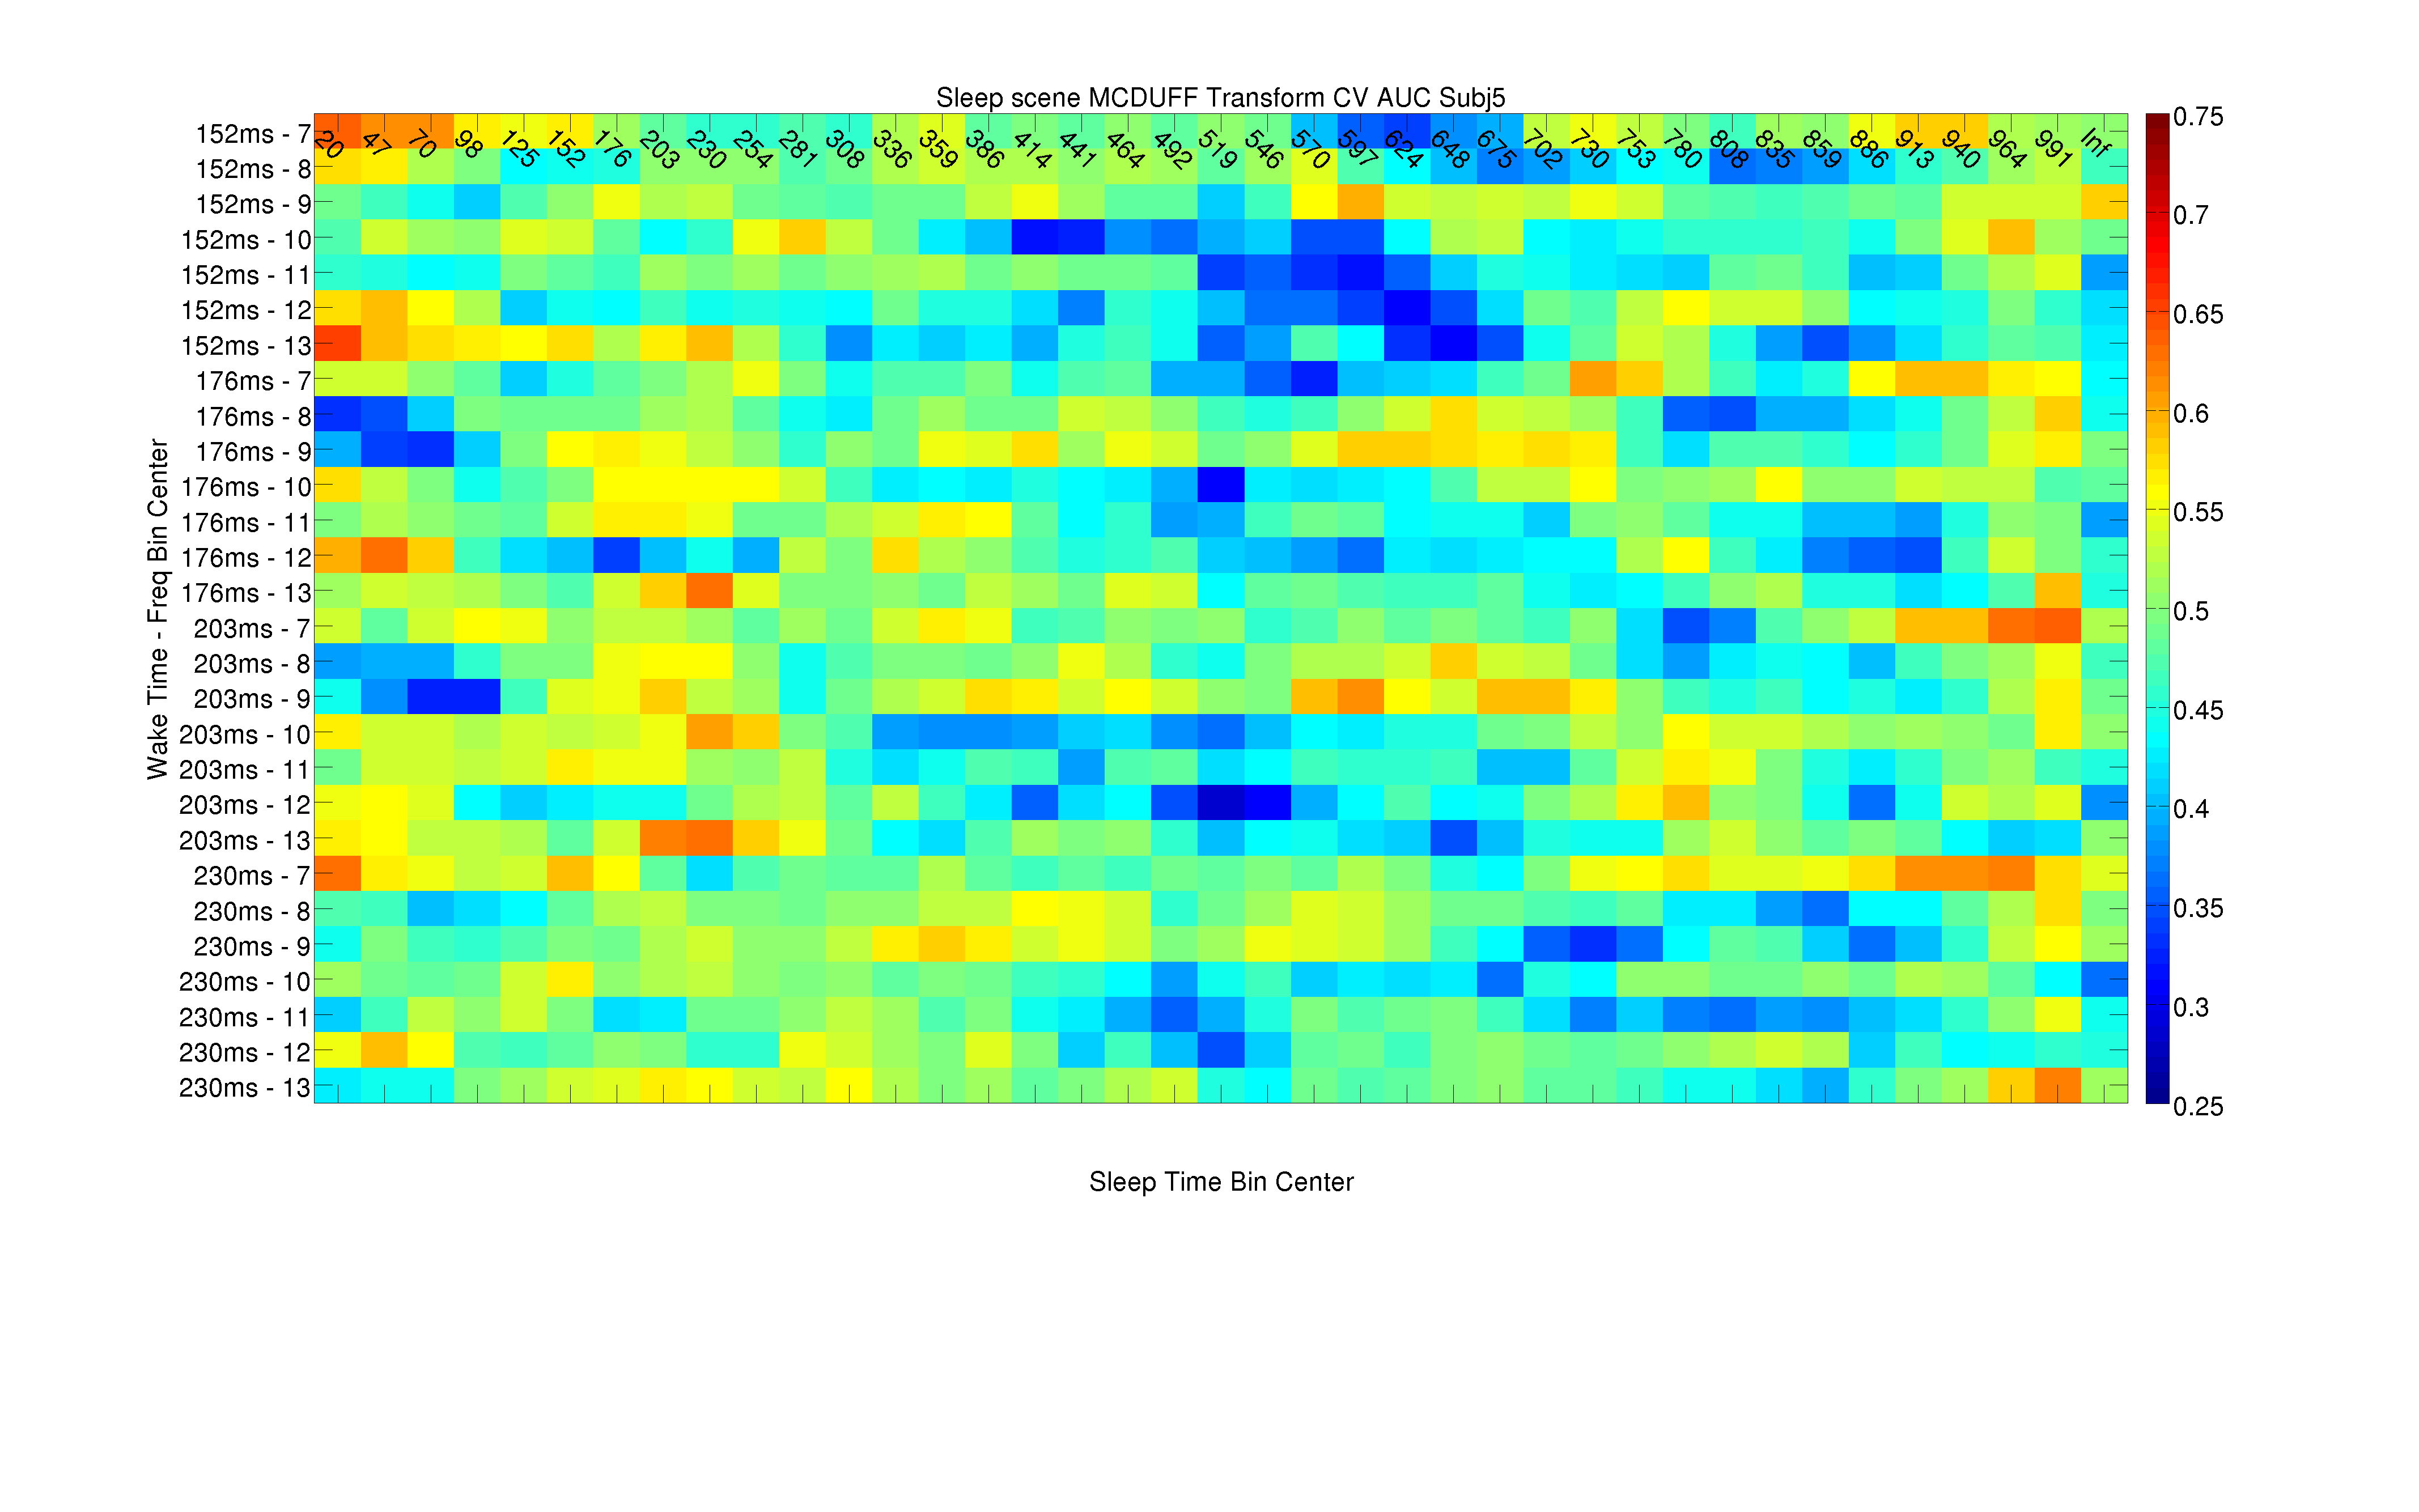 Sleep scene MCDUFF Transform CV AUC Subj5
152ms - 7
152ms - 8
152ms - 9
152ms - 10
152ms - 11
152ms - 12
152ms - 13
176ms - 7
176ms - 8
176ms - 9
176ms - 10
176ms - 11
176ms - 12
176ms - 13
203ms - 7
203ms - 8
203ms - 9
203ms - 10
203ms - 11
203ms - 12
203ms - 13
230ms - 7
230ms - 8
230ms - 9
230ms - 10
230ms - 11
230ms - 12
230ms - 13
Wake Time - Freq Bin Center
20 47 70 98 125 152 176 203 230 254 281 308 336 359 386 414 441 464 492 519 546 570 597 624 648 675 702 730 753 780 808 835 859 886 913 940 964 991 Inf
0.75
0.7
0.65
0.6
0.55
0.5
0.45
0.4
0.35
0.3
0.25
Sleep Time Bin Center